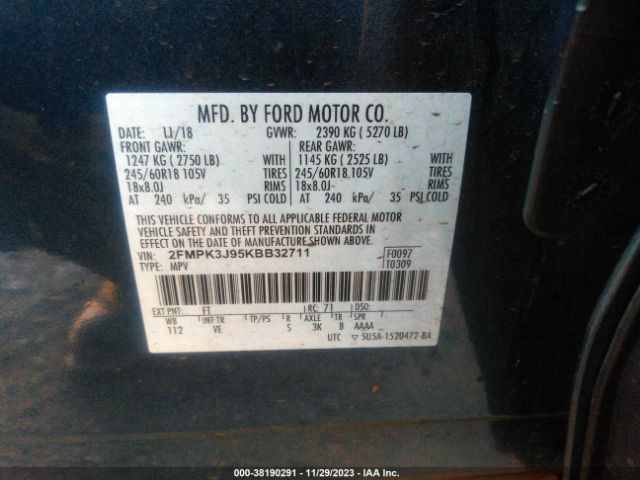 MFD. BY FORD MOTOR CO.
DATE: 11/18 GVWR: 2390 KG ( 5270 LB)
FRONT GAWR: REAR GAWR:
1247 KG ( 2750 LB) WITH 1145 KG ( 2525 LB) WITH
245/60R18 105V TIRES 245/60R18 105V TIRES
18x8.0J RIMS 18x8.0J RIMS
AT 240 kPa/ 35 PSI COLD AT 240 kPa/ 35 PSI COLD
THIS VEHICLE CONFORMS TO ALL APPLICABLE FEDERAL MOTOR
VEHICLE SAFETY AND THEFT PREVENTION STANDARDS IN
EFFECT ON THE DATE OF MANUFACTURE SHOWN ABOVE.
VIN: 2FMPK3J95KBB32711 F0097
TYPE: MPV T0309
EXT PNT: FT RC: 71 DSO:
WB INT TR TP/PS R AXLE TR SPR
112 VE S 3K 8 AAAA
UTC ▽ 5U5A-1520472-BA
000-38190291 - 11/29/2023 - IAA Inc.